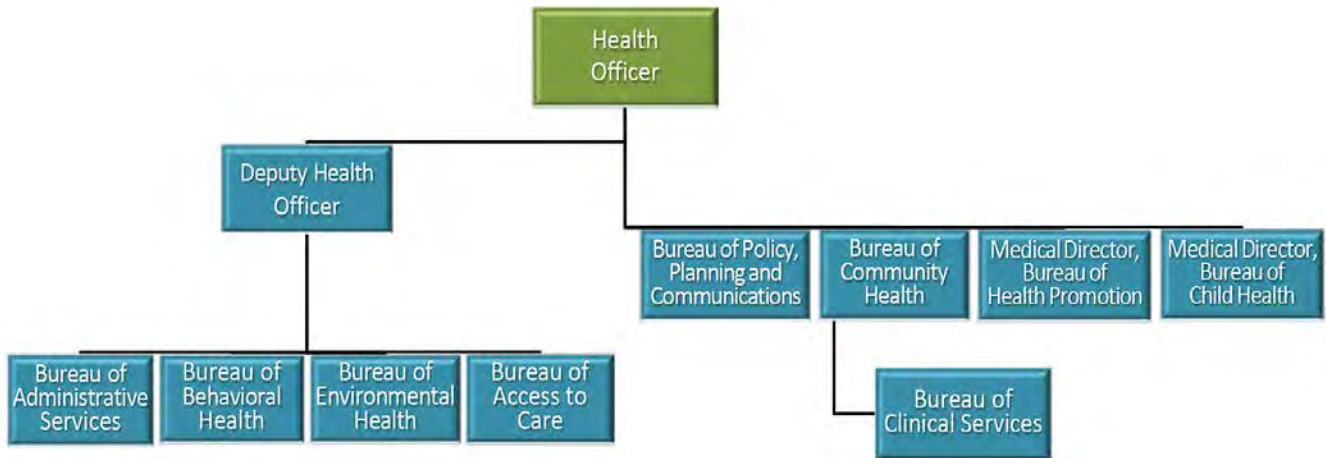 Health
Officer
Deputy Health
Officer
Bureau of Policy,
Planning and
Communications
Bureau of
Community
Health
Medical Director,
Bureau of
Health Promotion
Medical Director,
Bureau of
Child Health
Bureau of
Administrative
Services
Bureau of
Behavioral
Health
Bureau of
Environmental
Health
Bureau of
Access to
Care
Bureau of
Clinical Services